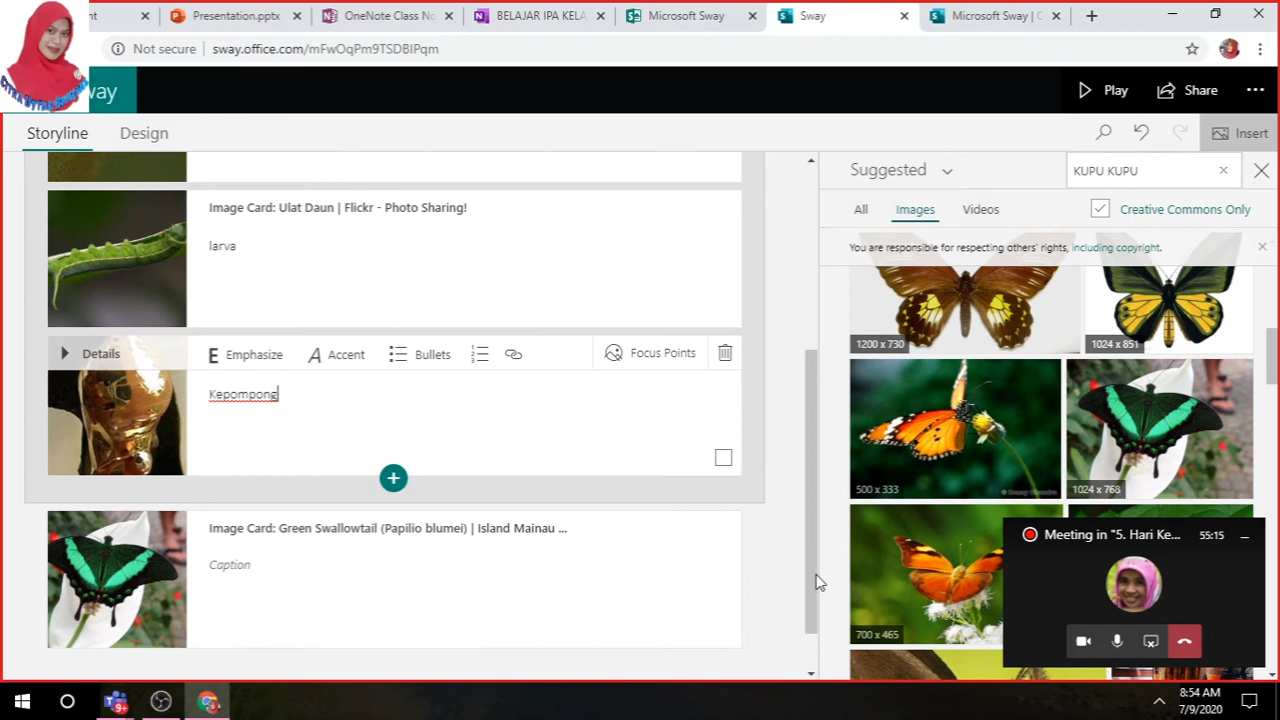 nt
Presentation.pptx
OneNote Class No
BELAJAR IPA KELA
Microsoft Sway
Sway
Microsoft Sway | C
Not secure
sway.office.com/mFwOqPm9TSDBIPqm
way
Play
Share
Storyline
Design
Insert
Suggested
KUPU KUPU
All
Images
Videos
Creative Commons Only
You are responsible for respecting others' rights, including copyright.
Image Card: Ulat Daun | Flickr - Photo Sharing!
larva
1200 x 730
1024 x 851
Details
Emphasize
Accent
Bullets
Focus Points
Kepompong
500 x 333
1024 x 768
Image Card: Green Swallowtail (Papilio blumei) | Island Mainau ...
Caption
Meeting in "5. Hari Ke...
55:15
700 x 465
9+
8:54 AM
7/9/2020